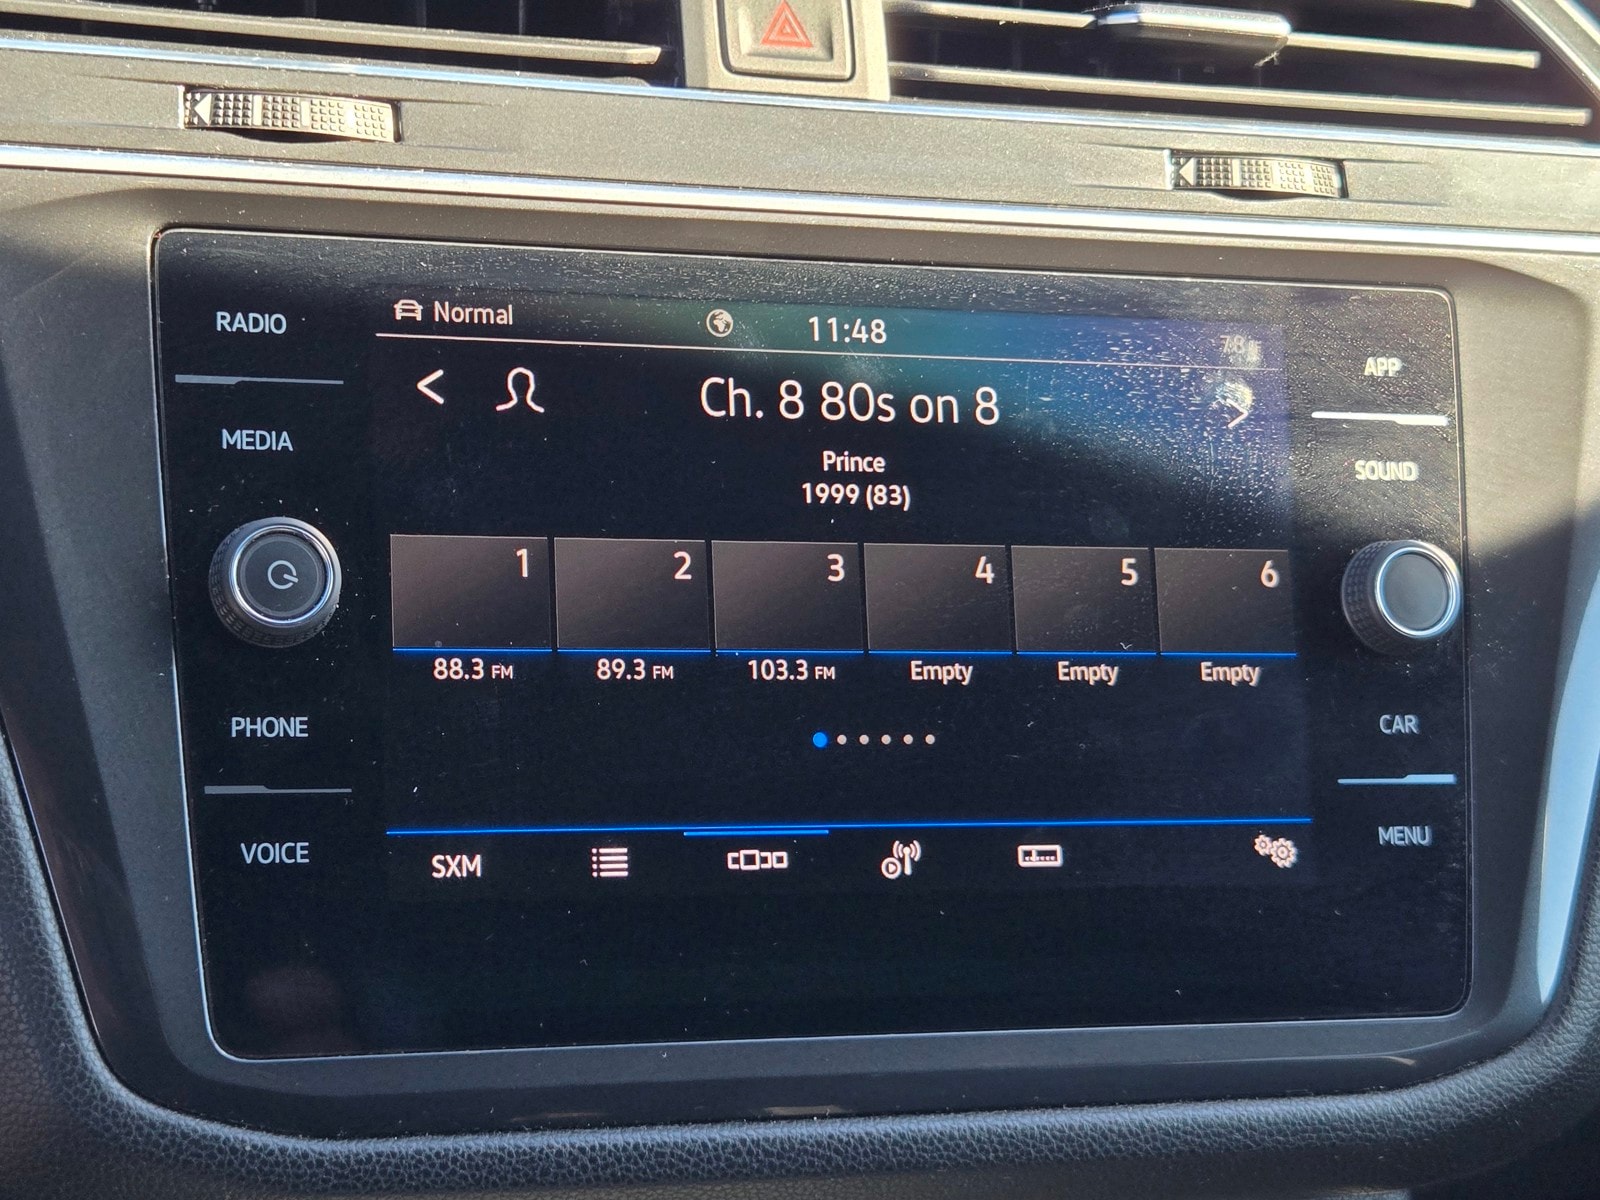 Normal
11:48
Ch. 8 80s on 8
Prince
1999 (83)
1
2
3
4
5
6
88.3 FM
89.3 FM
103.3 FM
Empty
Empty
Empty
SXM
RADIO
MEDIA
PHONE
VOICE
APP
SOUND
CAR
MENU